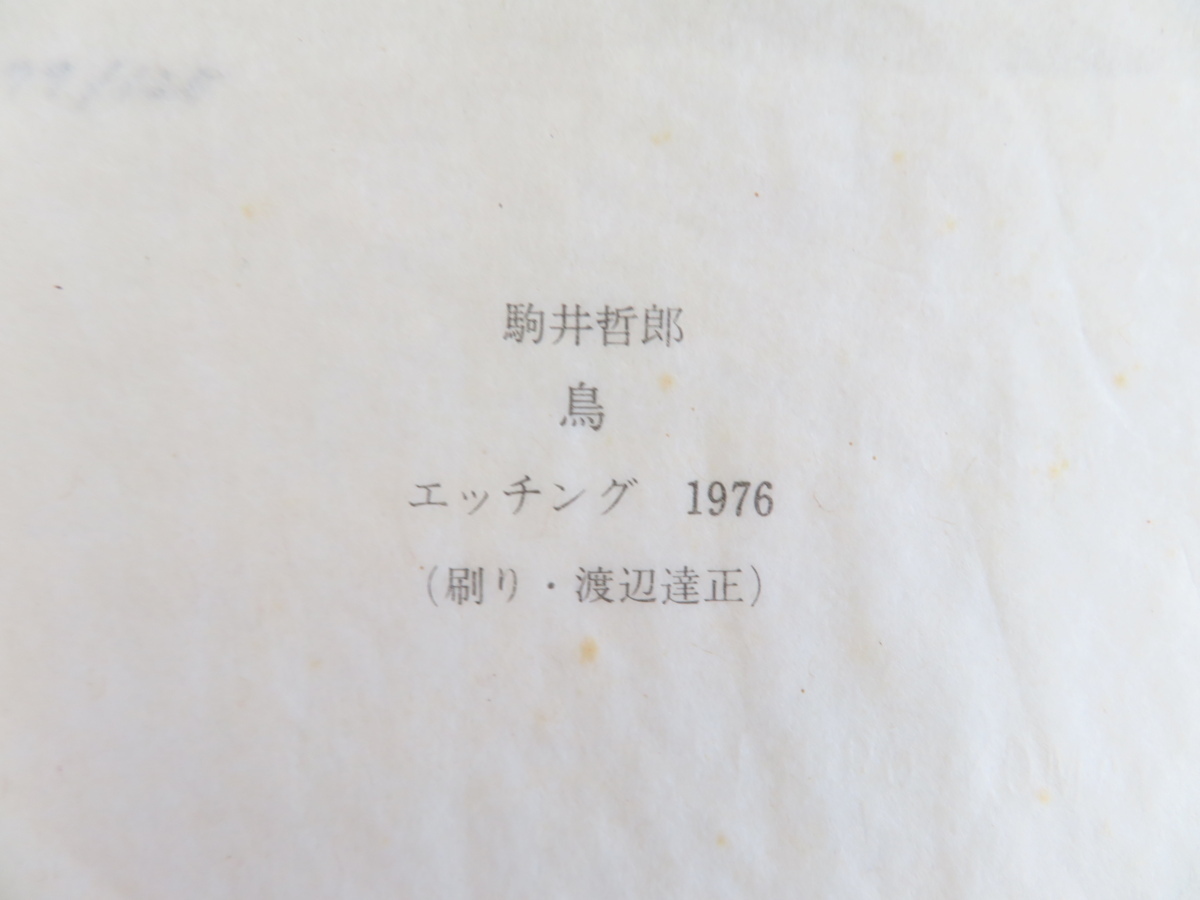 駒井哲郎
鳥
エッチング　1976
（刷り・渡辺達正）